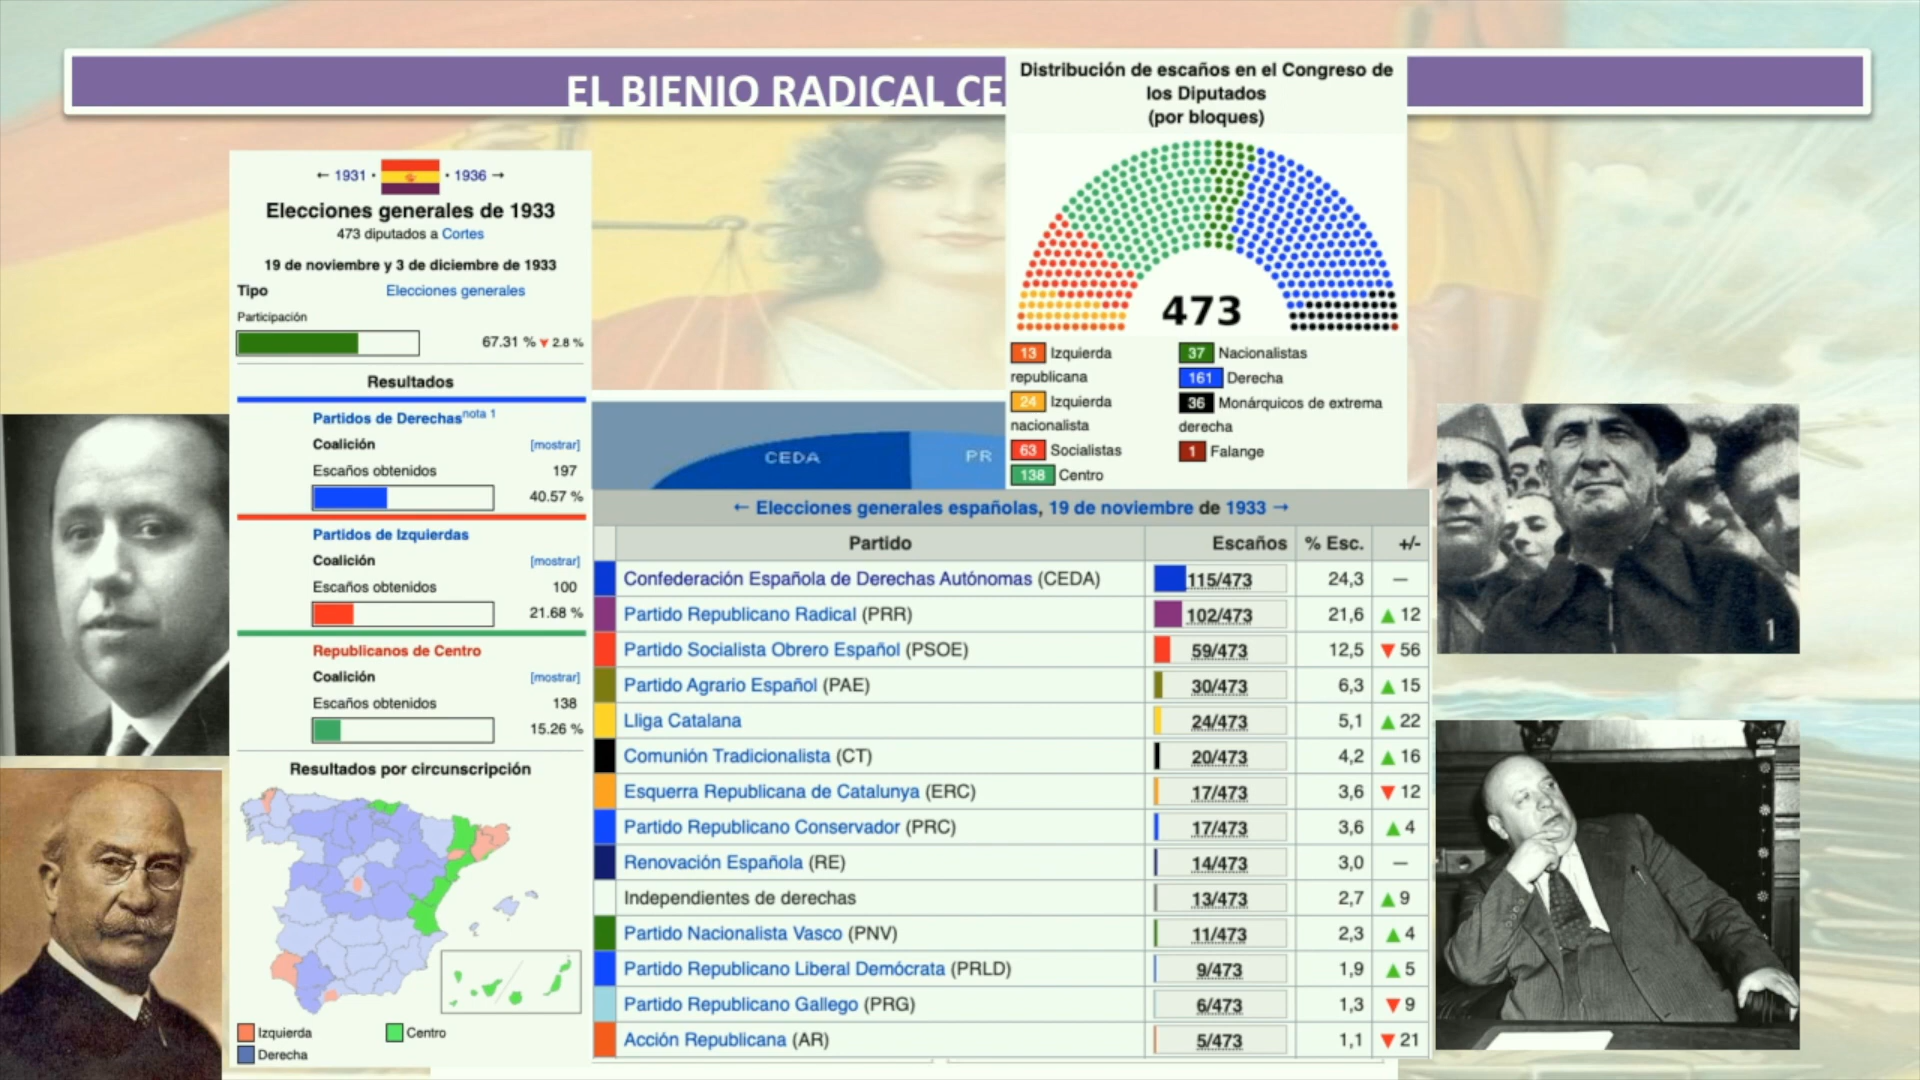 EL BIENIO RADICAL CE
← 1931 • • 1936 →
Elecciones generales de 1933
473 diputados a Cortes
19 de noviembre y 3 de diciembre de 1933
Tipo Elecciones generales
Participación
67.31 % ▼ 2.8 %
Resultados
Partidos de Derechas nota 1
Coalición [mostrar]
Escaños obtenidos 197
40.57 %
Partidos de Izquierdas
Coalición [mostrar]
Escaños obtenidos 100
21.68 %
Republicanos de Centro
Coalición [mostrar]
Escaños obtenidos 138
15.26 %
Resultados por circunscripción
Izquierda Centro
Derecha
CEDA PR
Distribución de escaños en el Congreso de
los Diputados
(por bloques)
473
13 Izquierda
republicana
24 Izquierda
nacionalista
63 Socialistas
138 Centro
37 Nacionalistas
161 Derecha
36 Monárquicos de extrema
derecha
1 Falange
← Elecciones generales españolas, 19 de noviembre de 1933 →
Partido Escaños % Esc. +/-
Confederación Española de Derechas Autónomas (CEDA) 115/473 24,3 —
Partido Republicano Radical (PRR) 102/473 21,6 ▲ 12
Partido Socialista Obrero Español (PSOE) 59/473 12,5 ▼ 56
Partido Agrario Español (PAE) 30/473 6,3 ▲ 15
Lliga Catalana 24/473 5,1 ▲ 22
Comunión Tradicionalista (CT) 20/473 4,2 ▲ 16
Esquerra Republicana de Catalunya (ERC) 17/473 3,6 ▼ 12
Partido Republicano Conservador (PRC) 17/473 3,6 ▲ 4
Renovación Española (RE) 14/473 3,0 —
Independientes de derechas 13/473 2,7 ▲ 9
Partido Nacionalista Vasco (PNV) 11/473 2,3 ▲ 4
Partido Republicano Liberal Demócrata (PRLD) 9/473 1,9 ▲ 5
Partido Republicano Gallego (PRG) 6/473 1,3 ▼ 9
Acción Republicana (AR) 5/473 1,1 ▼ 21
1